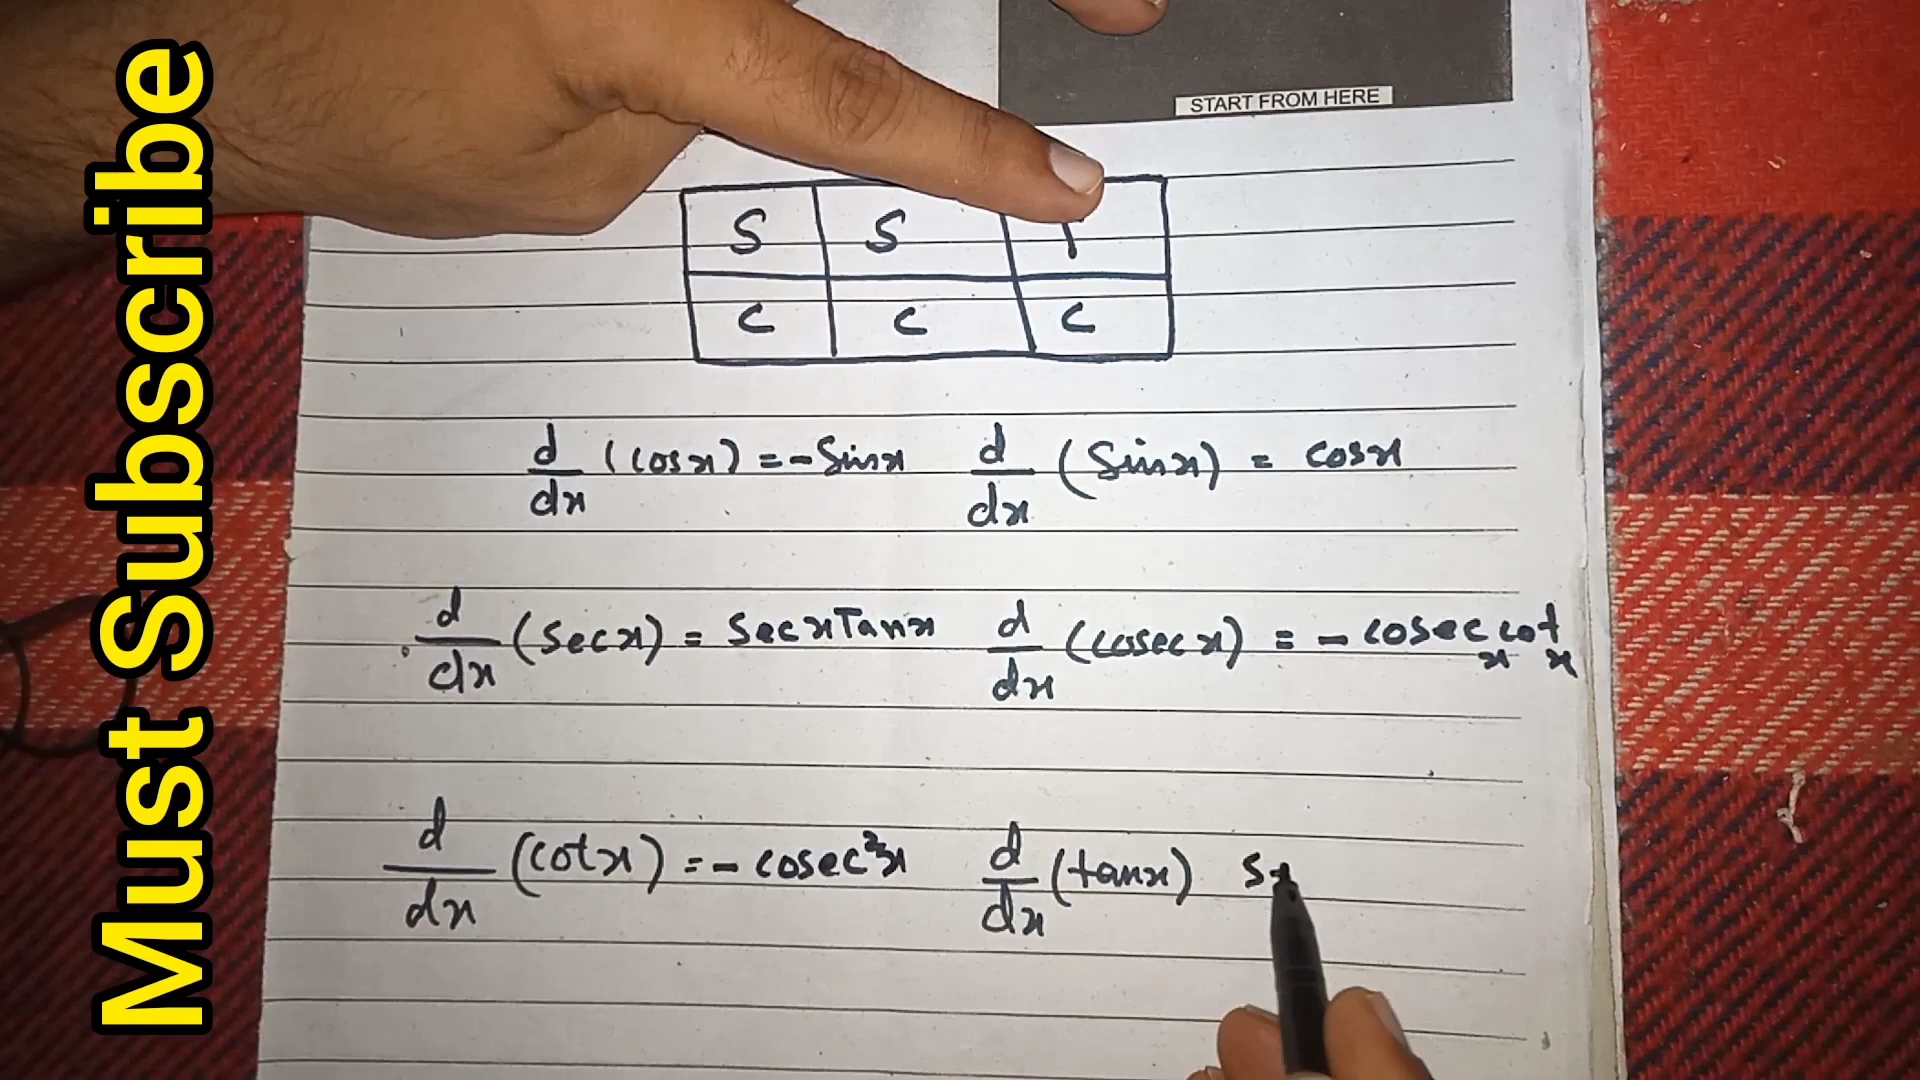 Must Subscribe
START FROM HERE
S S T
C C C
d/dx (cosx) = -Sinx d/dx (Sinx) = cosx
d/dx (Secx) = SecxTanx d/dx (cosecx) = - cosecx cotx
d/dx (cotx) = - cosec²x d/dx (tanx) S